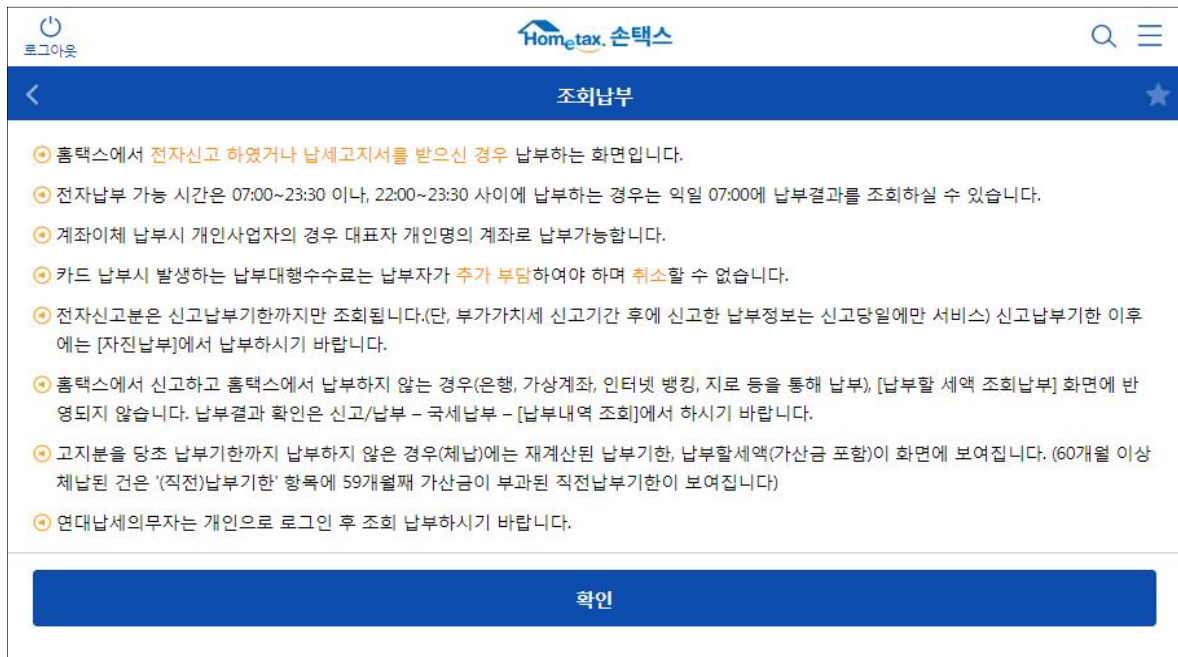 로그아웃
Hometax. 손택스
조회납부
홈택스에서 전자신고 하였거나 납세고지서를 받으신 경우 납부하는 화면입니다.
전자납부 가능 시간은 07:00~23:30 이나, 22:00~23:30 사이에 납부하는 경우는 익일 07:00에 납부결과를 조회하실 수 있습니다.
계좌이체 납부시 개인사업자의 경우 대표자 개인명의 계좌로 납부가능합니다.
카드 납부시 발생하는 납부대행수수료는 납부자가 추가 부담하여야 하며 취소할 수 없습니다.
전자신고분은 신고납부기한까지만 조회됩니다.(단, 부가가치세 신고기간 후에 신고한 납부정보는 신고당일에만 서비스) 신고납부기한 이후
에는 [자진납부]에서 납부하시기 바랍니다.
홈택스에서 신고하고 홈택스에서 납부하지 않는 경우(은행, 가상계좌, 인터넷 뱅킹, 지로 등을 통해 납부), [납부할 세액 조회납부] 화면에 반
영되지 않습니다. 납부결과 확인은 신고/납부 – 국세납부 – [납부내역 조회]에서 하시기 바랍니다.
고지분을 당초 납부기한까지 납부하지 않은 경우(체납)에는 재계산된 납부기한, 납부할세액(가산금 포함)이 화면에 보여집니다. (60개월 이상
체납된 건은 '(직전)납부기한' 항목에 59개월째 가산금이 부과된 직전납부기한이 보여집니다)
연대납세의무자는 개인으로 로그인 후 조회 납부하시기 바랍니다.
확인